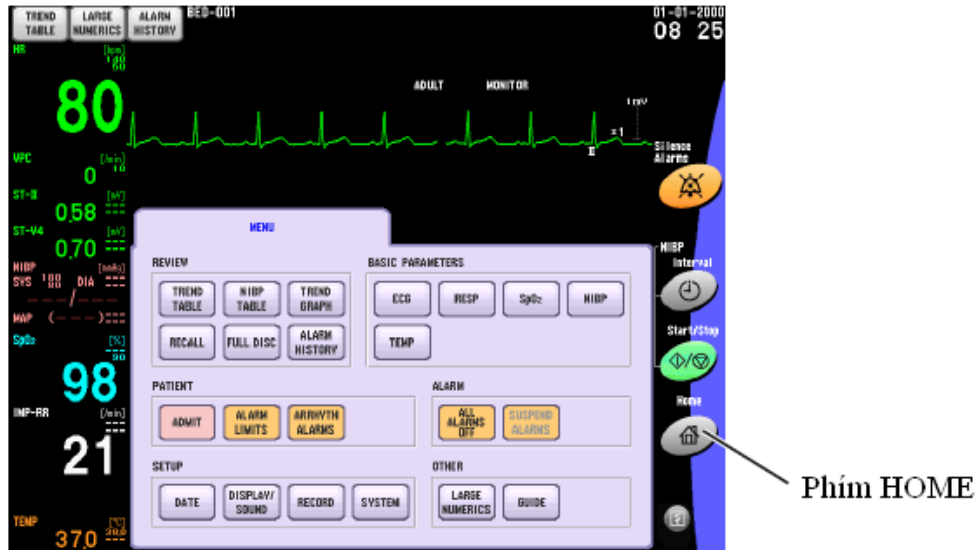 TREND TABLE
LARGE NUMERICS
ALARM HISTORY
BED-001
01-01-2000
08 25
HR [bpm]
140
50
80
ADULT MONITOR
1mV
×1
II
VPC [/min]
10
0
ST-II [mV]
0,58 ---
ST-V4 [mV]
0,70 ---
NIBP [mmHg]
SYS 180 80 DIA ---
---/---
MAP (---)---
SpO2 [%]
90
98
IMP-RR [/min]
---
21
TEMP [℃]
37,0
Silence Alarms
NIBP
Interval
Start/Stop
Home
MENU
REVIEW
TREND TABLE
NIBP TABLE
TREND GRAPH
RECALL
FULL DISC
ALARM HISTORY
BASIC PARAMETERS
ECG
RESP
SpO2
NIBP
TEMP
PATIENT
ADMIT
ALARM LIMITS
ARRHYTH ALARMS
ALARM
ALL ALARMS OFF
SUSPEND ALARMS
SETUP
DATE
DISPLAY/ SOUND
RECORD
SYSTEM
OTHER
LARGE NUMERICS
GUIDE
Phím HOME